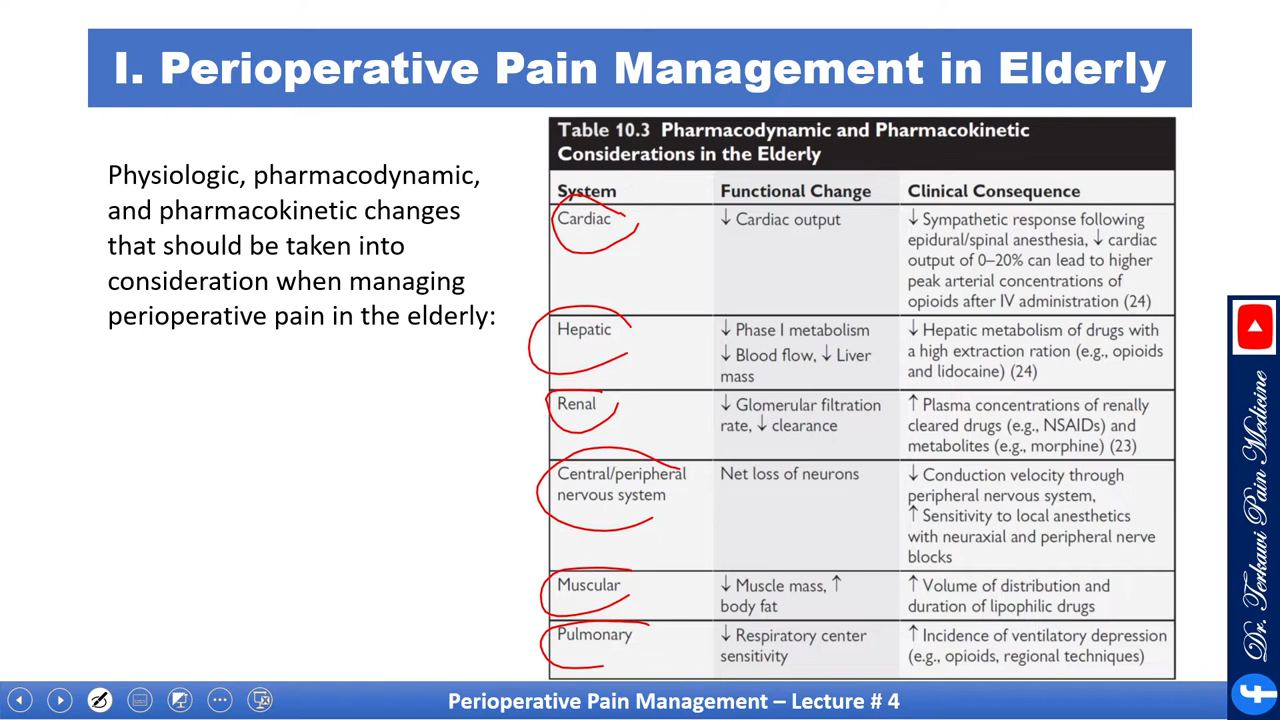 I. Perioperative Pain Management in Elderly
Physiologic, pharmacodynamic,
and pharmacokinetic changes
that should be taken into
consideration when managing
perioperative pain in the elderly:
Table 10.3 Pharmacodynamic and Pharmacokinetic
Considerations in the Elderly
System Functional Change Clinical Consequence
Cardiac
↓ Cardiac output
↓ Sympathetic response following
epidural/spinal anesthesia, ↓ cardiac
output of 0–20% can lead to higher
peak arterial concentrations of
opioids after IV administration (24)
Hepatic
↓ Phase I metabolism
↓ Blood flow, ↓ Liver
mass
↓ Hepatic metabolism of drugs with
a high extraction ration (e.g., opioids
and lidocaine) (24)
Renal
↓ Glomerular filtration
rate, ↓ clearance
↑ Plasma concentrations of renally
cleared drugs (e.g., NSAIDs) and
metabolites (e.g., morphine) (23)
Central/peripheral
nervous system
Net loss of neurons
↓ Conduction velocity through
peripheral nervous system,
↑ Sensitivity to local anesthetics
with neuraxial and peripheral nerve
blocks
Muscular
↓ Muscle mass, ↑
body fat
↑ Volume of distribution and
duration of lipophilic drugs
Pulmonary
↓ Respiratory center
sensitivity
↑ Incidence of ventilatory depression
(e.g., opioids, regional techniques)
Dr. Terkawi Pain Medicine
Perioperative Pain Management – Lecture # 4